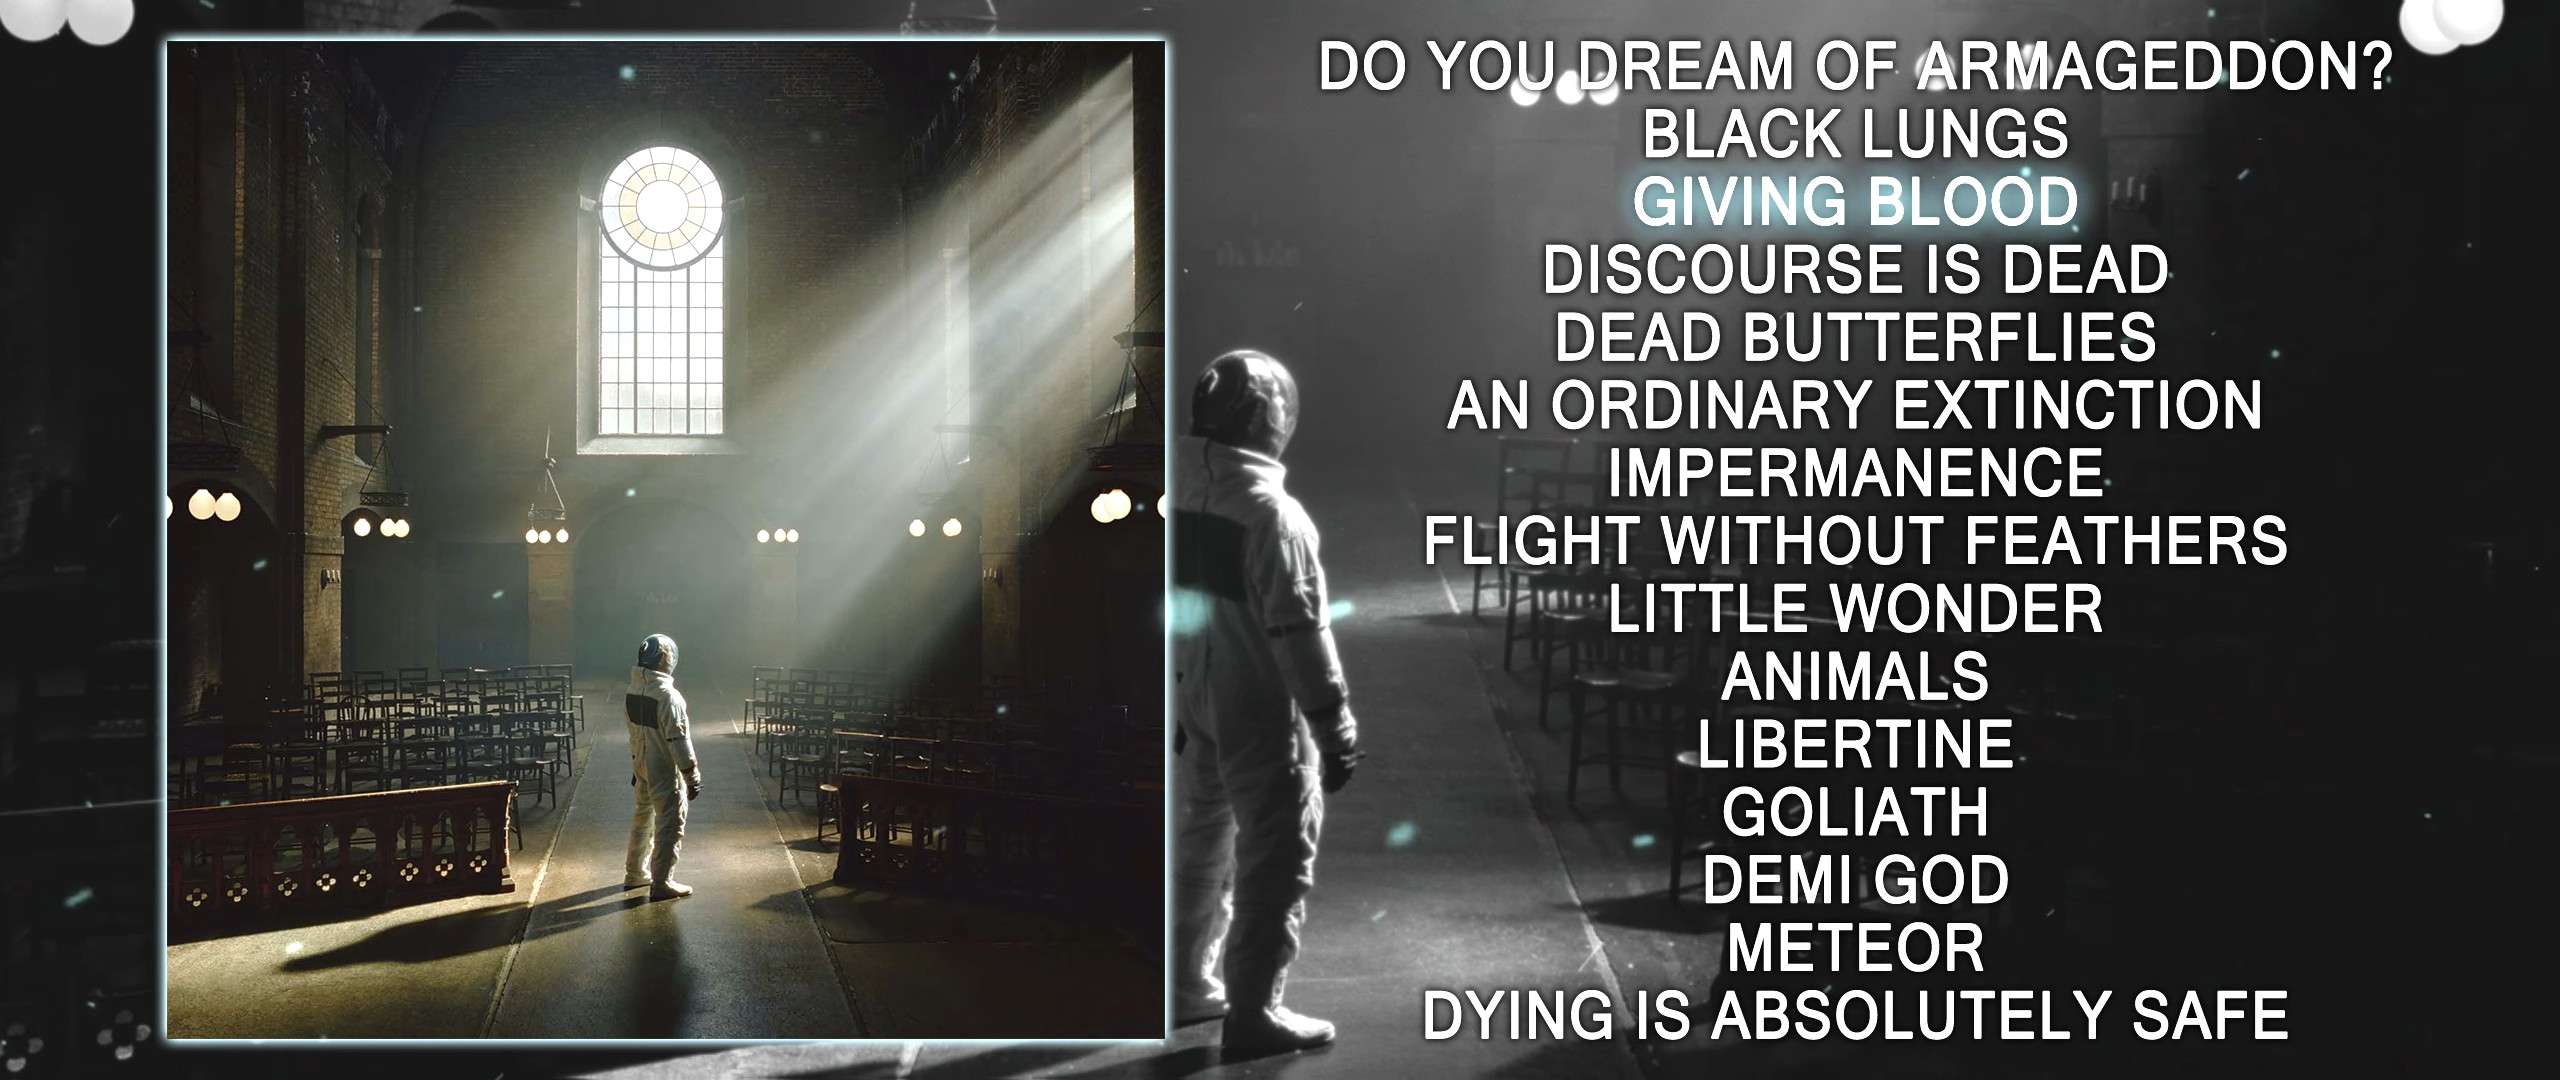 DO YOU DREAM OF ARMAGEDDON?
BLACK LUNGS
GIVING BLOOD
DISCOURSE IS DEAD
DEAD BUTTERFLIES
AN ORDINARY EXTINCTION
IMPERMANENCE
FLIGHT WITHOUT FEATHERS
LITTLE WONDER
ANIMALS
LIBERTINE
GOLIATH
DEMI GOD
METEOR
DYING IS ABSOLUTELY SAFE